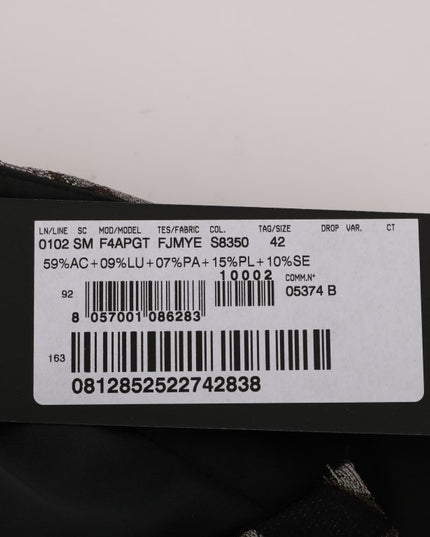 LN/LINE SC MOD/MODEL TES/FABRIC COL. TAG/SIZE DROP VAR. CT
0102 SM F4APGT FJMYE S8350 42
59%AC+09%LU+07%PA+15%PL+10%SE
10002 COMM.N°
92 05374 B
8 057001 086283
163
0812852522742838